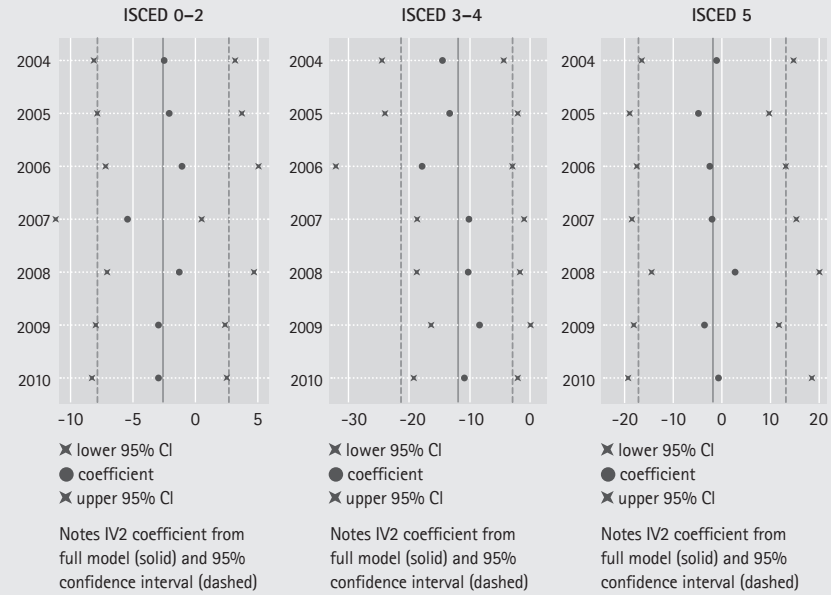 ISCED 0–2
2004
2005
2006
2007
2008
2009
2010
-10 -5 0 5
lower 95% CI
coefficient
upper 95% CI
Notes IV2 coefficient from
full model (solid) and 95%
confidence interval (dashed)
ISCED 3–4
2004
2005
2006
2007
2008
2009
2010
-30 -20 -10 0
lower 95% CI
coefficient
upper 95% CI
Notes IV2 coefficient from
full model (solid) and 95%
confidence interval (dashed)
ISCED 5
2004
2005
2006
2007
2008
2009
2010
-20 -10 0 10 20
lower 95% CI
coefficient
upper 95% CI
Notes IV2 coefficient from
full model (solid) and 95%
confidence interval (dashed)